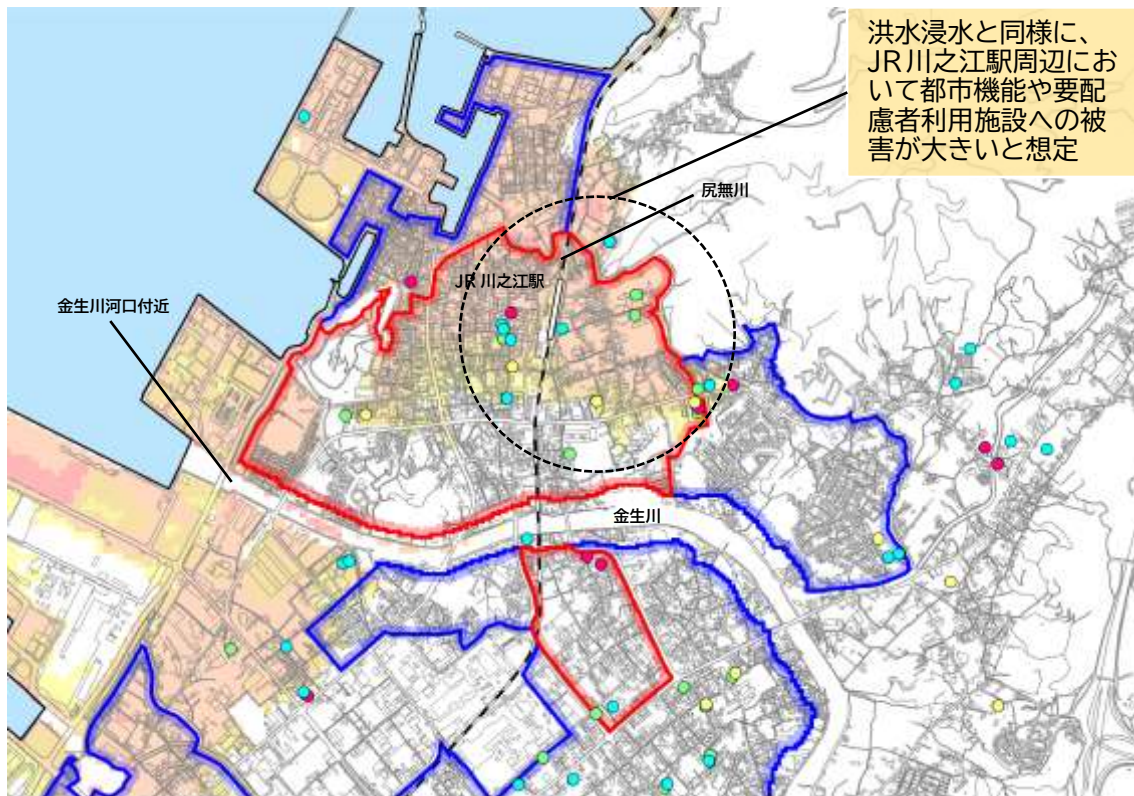 洪水浸水と同様に、
JR川之江駅周辺にお
いて都市機能や要配
慮者利用施設への被
害が大きいと想定
尻無川
JR 川之江駅
金生川河口付近
金生川